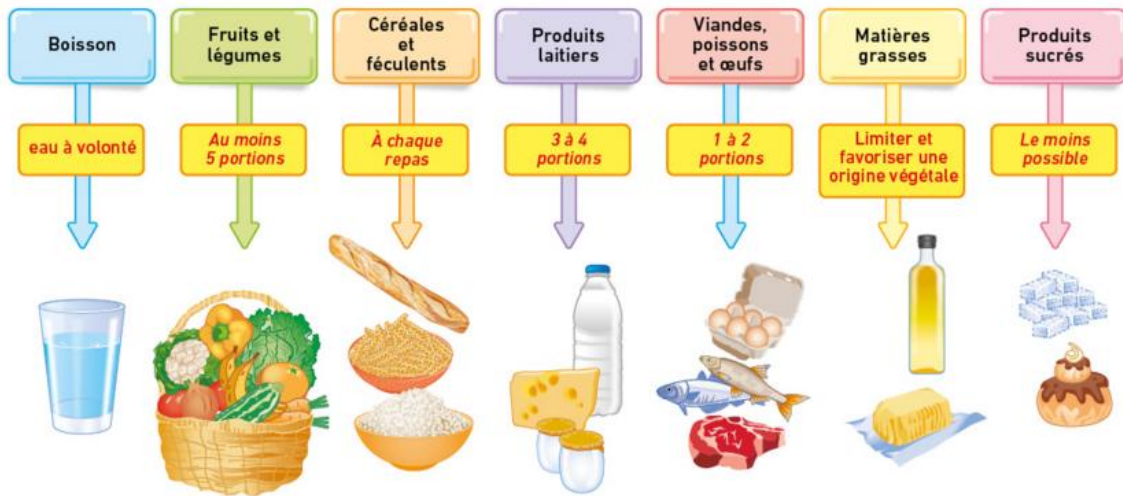 Boisson
Fruits et
légumes
Céréales
et
féculents
Produits
laitiers
Viandes,
poissons
et œufs
Matières
grasses
Produits
sucrés
eau à volonté
Au moins
5 portions
À chaque
repas
3 à 4
portions
1 à 2
portions
Limiter et
favoriser une
origine végétale
Le moins
possible